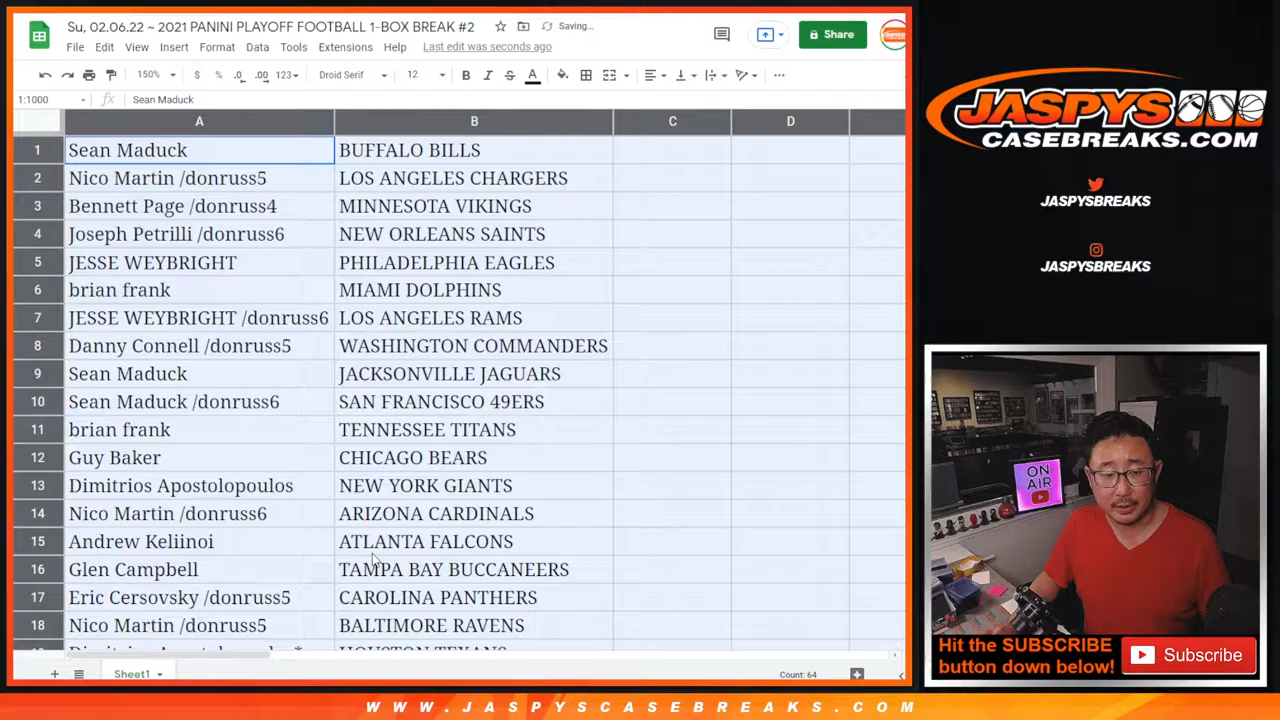 Su, 02.06.22 ~ 2021 PANINI PLAYOFF FOOTBALL 1-BOX BREAK #2
Saving...
File Edit View Insert Format Data Tools Extensions Help Last edit was seconds ago
Share
150% $ % .0 .00 123 Droid Serif 12 B I S A
1:1000 fx Sean Maduck
A B C D
1 Sean Maduck BUFFALO BILLS
2 Nico Martin /donruss5 LOS ANGELES CHARGERS
3 Bennett Page /donruss4 MINNESOTA VIKINGS
4 Joseph Petrilli /donruss6 NEW ORLEANS SAINTS
5 JESSE WEYBRIGHT PHILADELPHIA EAGLES
6 brian frank MIAMI DOLPHINS
7 JESSE WEYBRIGHT /donruss6 LOS ANGELES RAMS
8 Danny Connell /donruss5 WASHINGTON COMMANDERS
9 Sean Maduck JACKSONVILLE JAGUARS
10 Sean Maduck /donruss6 SAN FRANCISCO 49ERS
11 brian frank TENNESSEE TITANS
12 Guy Baker CHICAGO BEARS
13 Dimitrios Apostolopoulos NEW YORK GIANTS
14 Nico Martin /donruss6 ARIZONA CARDINALS
15 Andrew Keliinoi ATLANTA FALCONS
16 Glen Campbell TAMPA BAY BUCCANEERS
17 Eric Cersovsky /donruss5 CAROLINA PANTHERS
18 Nico Martin /donruss5 BALTIMORE RAVENS
Sheet1
Count: 64
JASPYS
CASEBREAKS.COM
JASPYSBREAKS
JASPYSBREAKS
ON
AIR
Hit the SUBSCRIBE
button down below!
Subscribe
WWW.JASPYSCASEBREAKS.COM